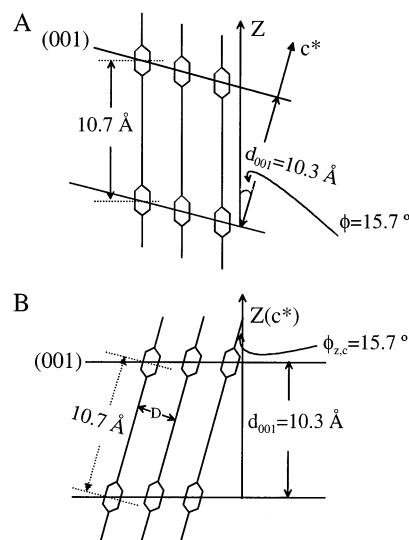 A
Z
c*
(001)
10.7 Å
d001=10.3 Å
ϕ=15.7 º
B
Z(c*)
ϕz,c=15.7 º
(001)
10.7 Å
D
d001=10.3 Å